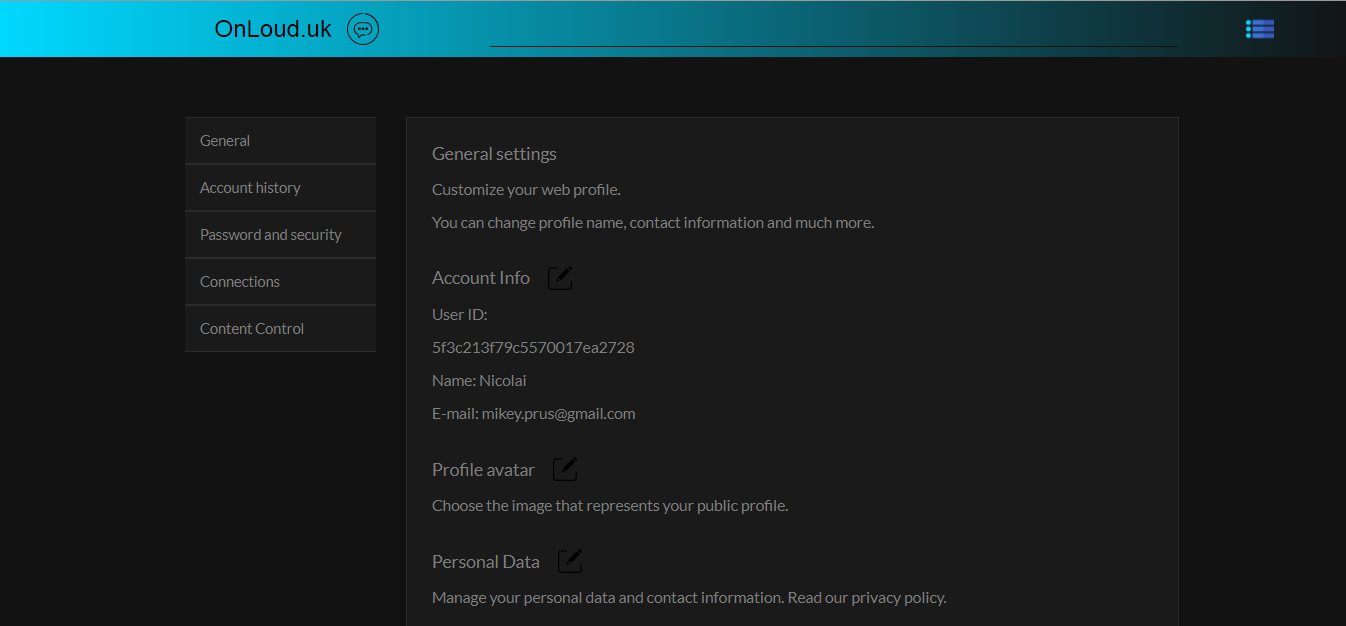 OnLoud.uk
General
Account history
Password and security
Connections
Content Control
General settings
Customize your web profile.
You can change profile name, contact information and much more.
Account Info
User ID:
5f3c213f79c5570017ea2728
Name: Nicolai
E-mail: mikey.prus@gmail.com
Profile avatar
Choose the image that represents your public profile.
Personal Data
Manage your personal data and contact information. Read our privacy policy.